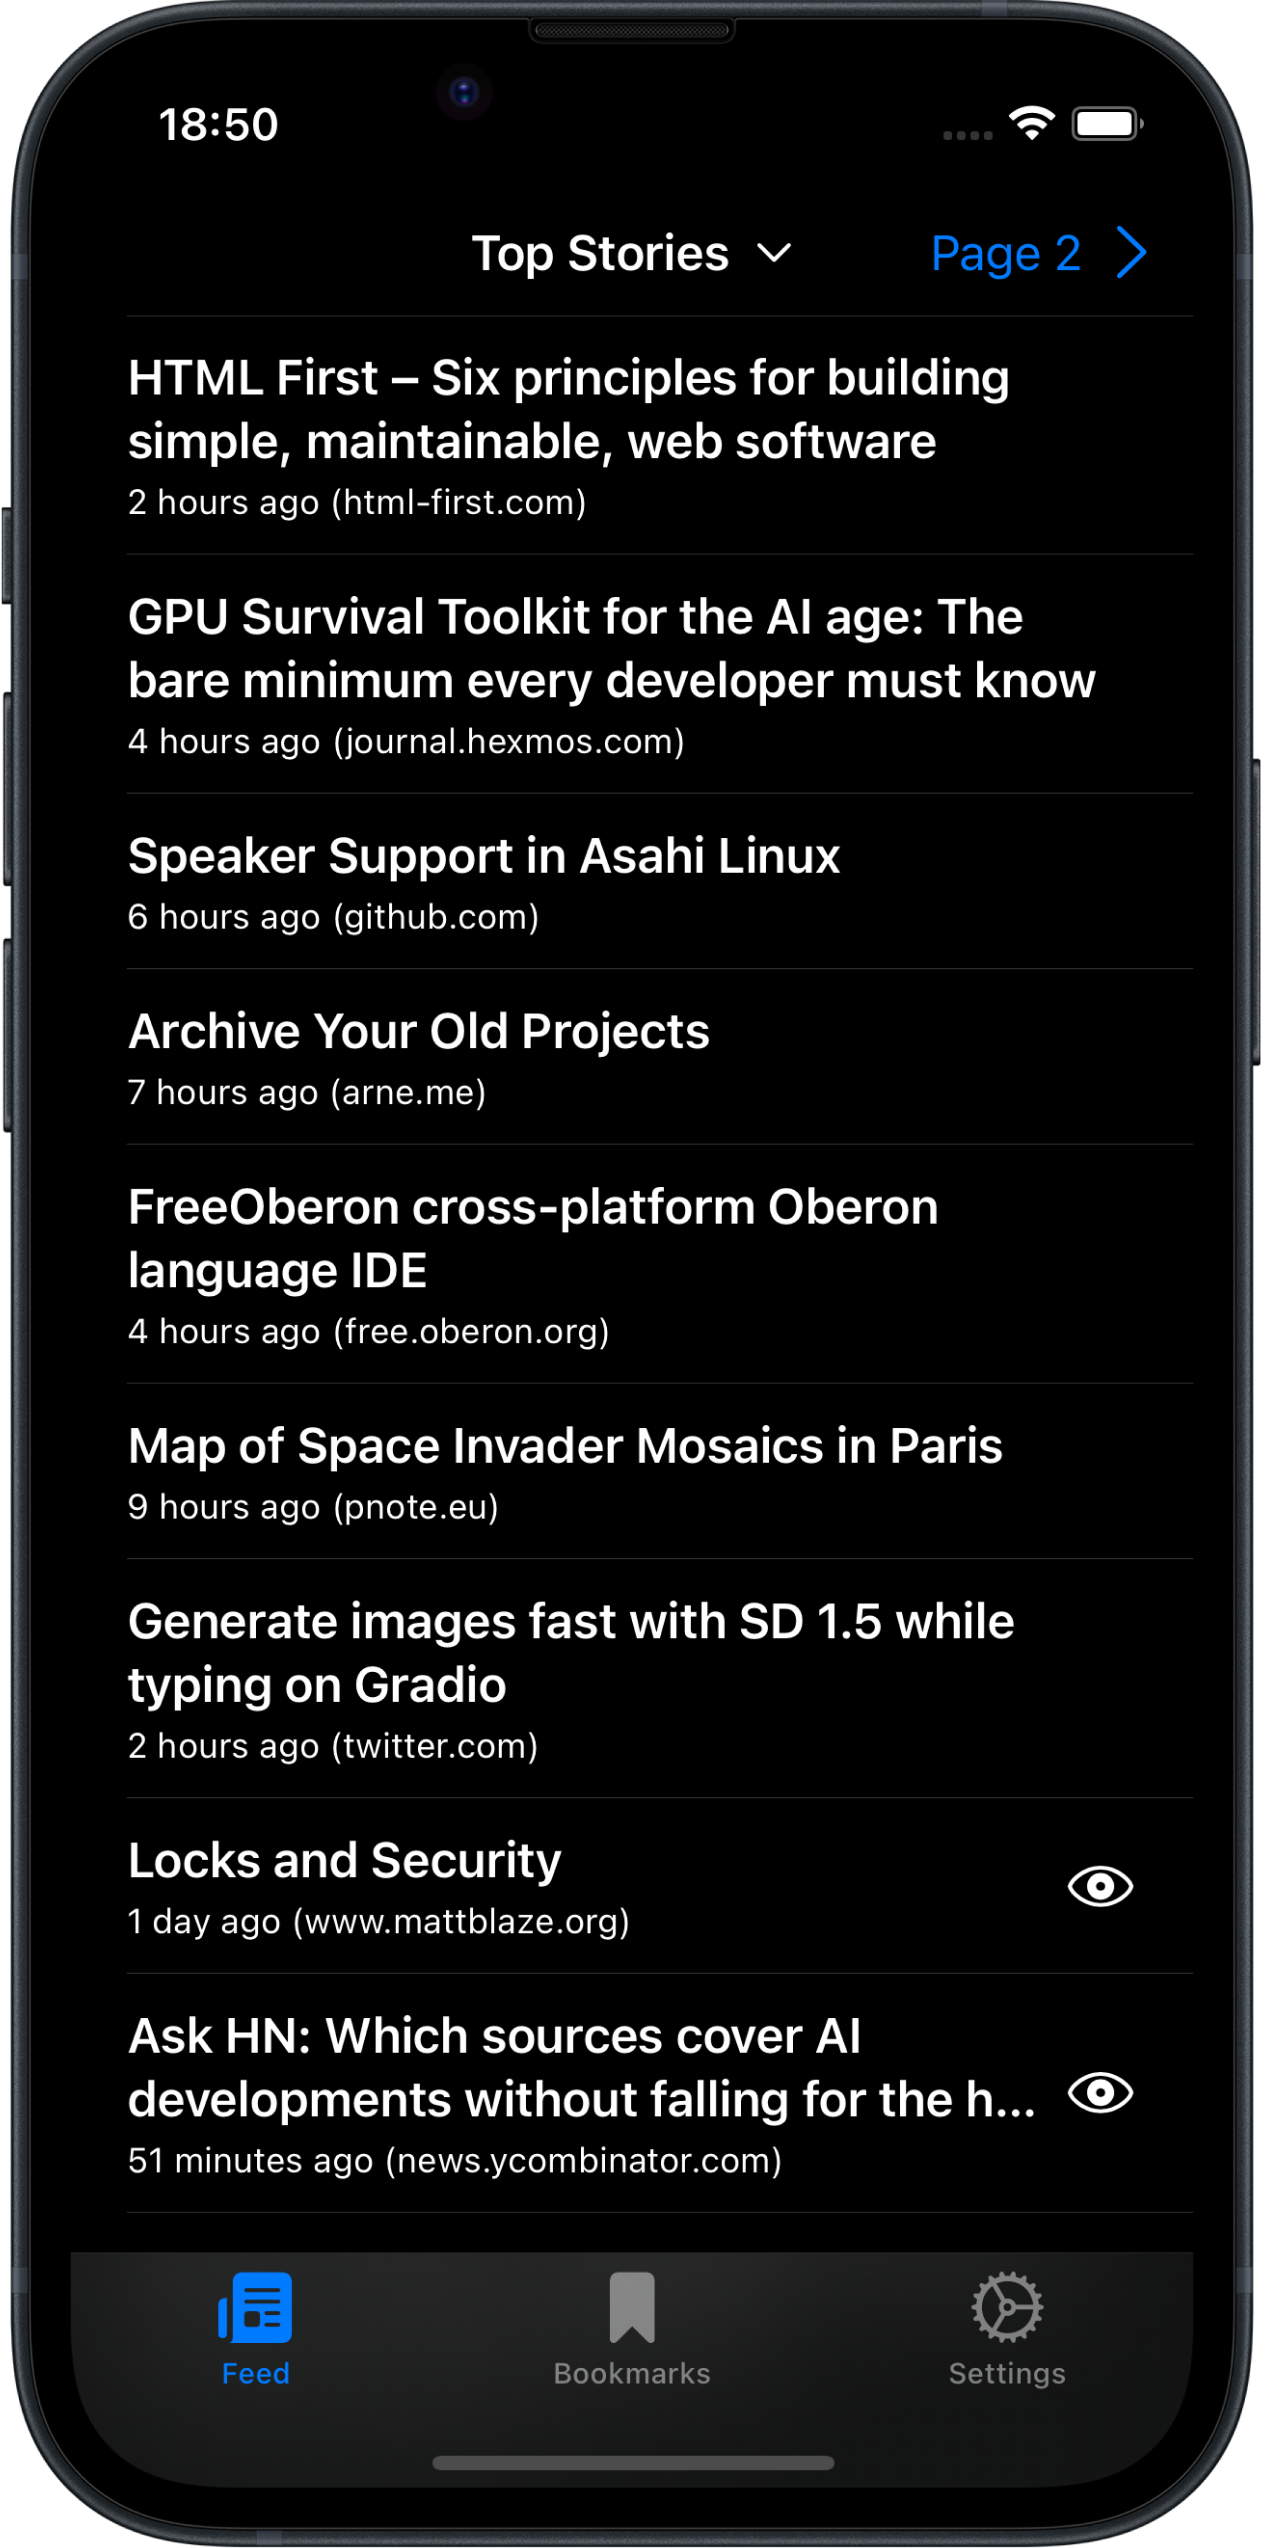 18:50
Top Stories
Page 2
HTML First – Six principles for building
simple, maintainable, web software
2 hours ago (html-first.com)
GPU Survival Toolkit for the AI age: The
bare minimum every developer must know
4 hours ago (journal.hexmos.com)
Speaker Support in Asahi Linux
6 hours ago (github.com)
Archive Your Old Projects
7 hours ago (arne.me)
FreeOberon cross-platform Oberon
language IDE
4 hours ago (free.oberon.org)
Map of Space Invader Mosaics in Paris
9 hours ago (pnote.eu)
Generate images fast with SD 1.5 while
typing on Gradio
2 hours ago (twitter.com)
Locks and Security
1 day ago (www.mattblaze.org)
Ask HN: Which sources cover AI
developments without falling for the h...
51 minutes ago (news.ycombinator.com)
Feed
Bookmarks
Settings